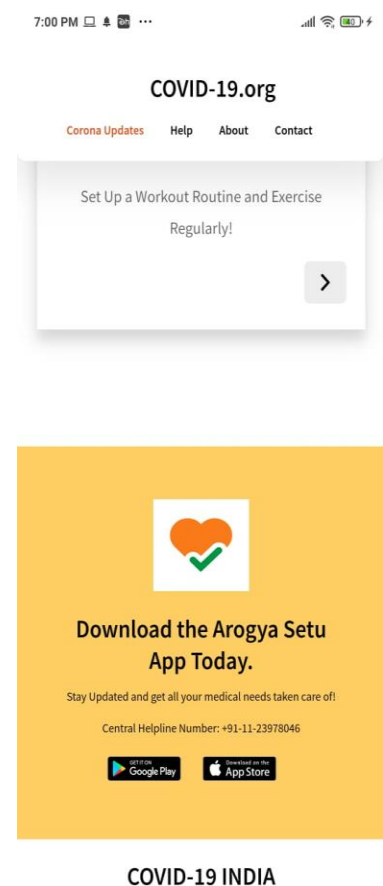 7:00 PM
40
COVID-19.org
Corona Updates Help About Contact
Set Up a Workout Routine and Exercise
Regularly!
Download the Arogya Setu
App Today.
Stay Updated and get all your medical needs taken care of!
Central Helpline Number: +91-11-23978046
GET IT ON
Google Play
Download on the
App Store
COVID-19 INDIA